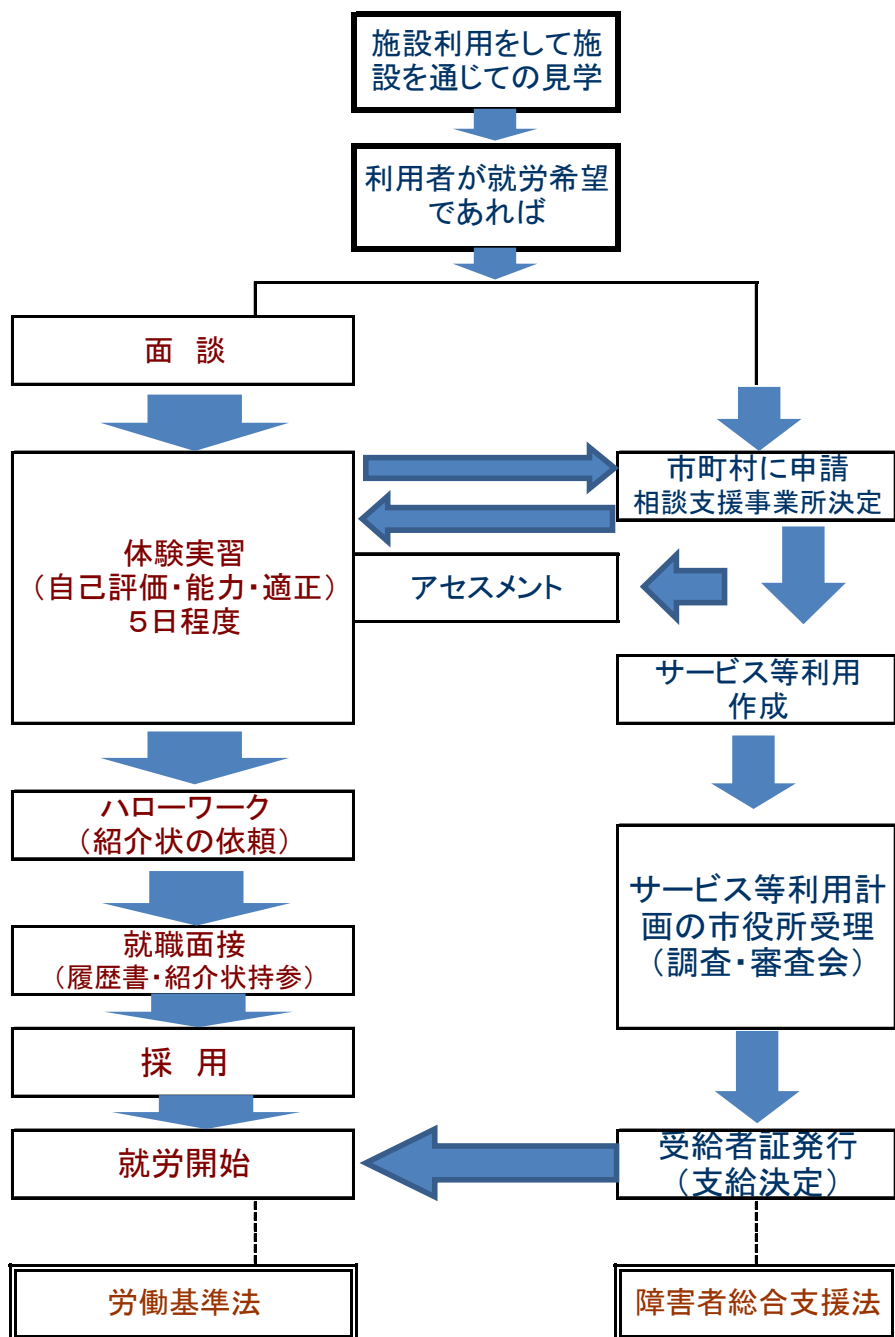 施設利用をして施
設を通じての見学
利用者が就労希望
であれば
面　談
体験実習
（自己評価・能力・適正）
５日程度
アセスメント
ハローワーク
（紹介状の依頼）
就職面接
（履歴書・紹介状持参）
採　用
就労開始
労働基準法
市町村に申請
相談支援事業所決定
サービス等利用
作成
サービス等利用計
画の市役所受理
（調査・審査会）
受給者証発行
（支給決定）
障害者総合支援法